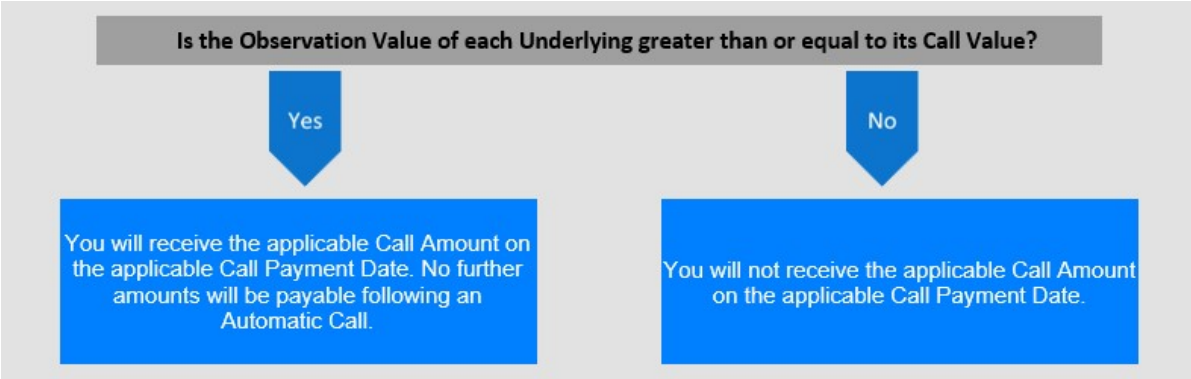 Is the Observation Value of each Underlying greater than or equal to its Call Value?
Yes
No
You will receive the applicable Call Amount on
the applicable Call Payment Date. No further
amounts will be payable following an
Automatic Call.
You will not receive the applicable Call Amount
on the applicable Call Payment Date.